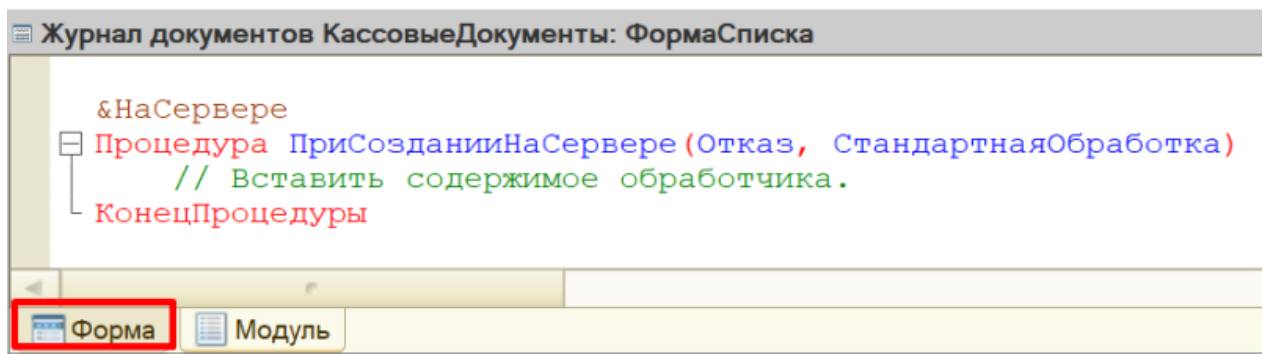 Журнал документов КассовыеДокументы: ФормаСписка
&НаСервере
Процедура ПриСозданииНаСервере(Отказ, СтандартнаяОбработка)
// Вставить содержимое обработчика.
КонецПроцедуры
Форма Модуль